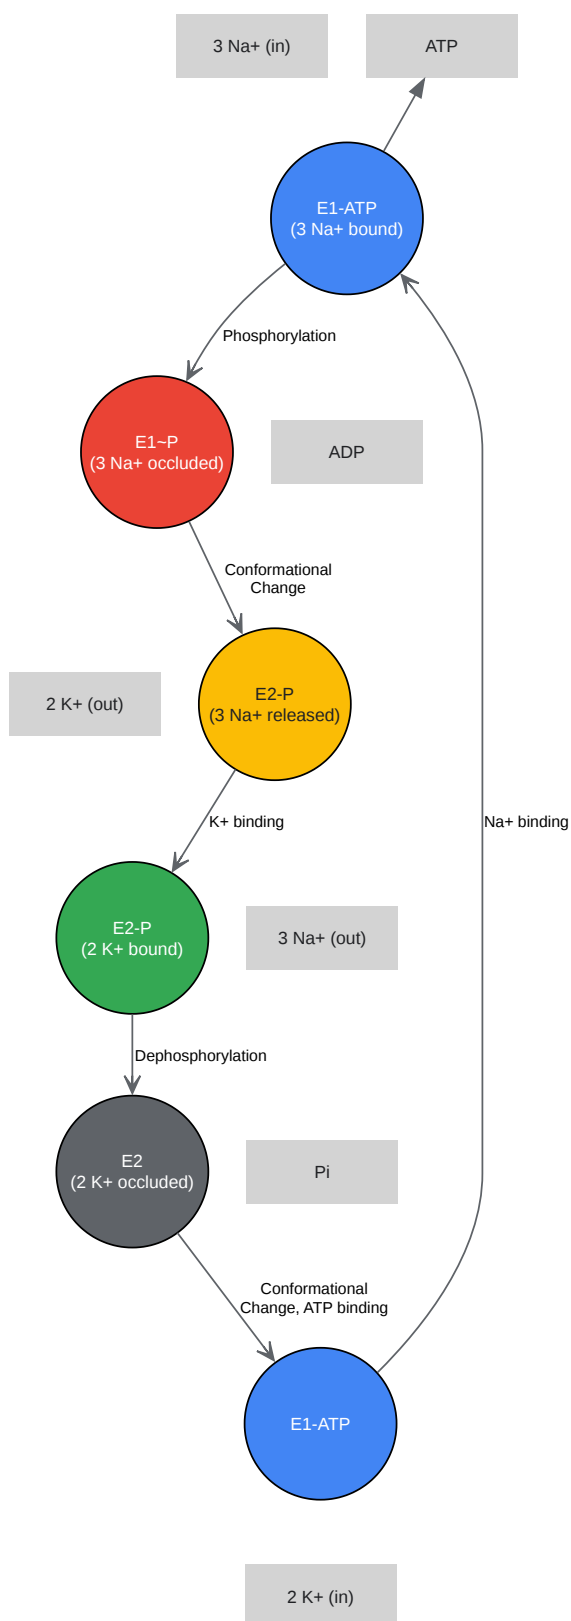 3 Na+ (in)
ATP
E1-ATP
(3 Na+ bound)
Phosphorylation
E1~P
(3 Na+ occluded)
ADP
Conformational
Change
E2-P
(3 Na+ released)
2 K+ (out)
K+ binding
Na+ binding
E2-P
(2 K+ bound)
3 Na+ (out)
Dephosphorylation
E2
(2 K+ occluded)
Pi
Conformational
Change, ATP binding
E1-ATP
2 K+ (in)